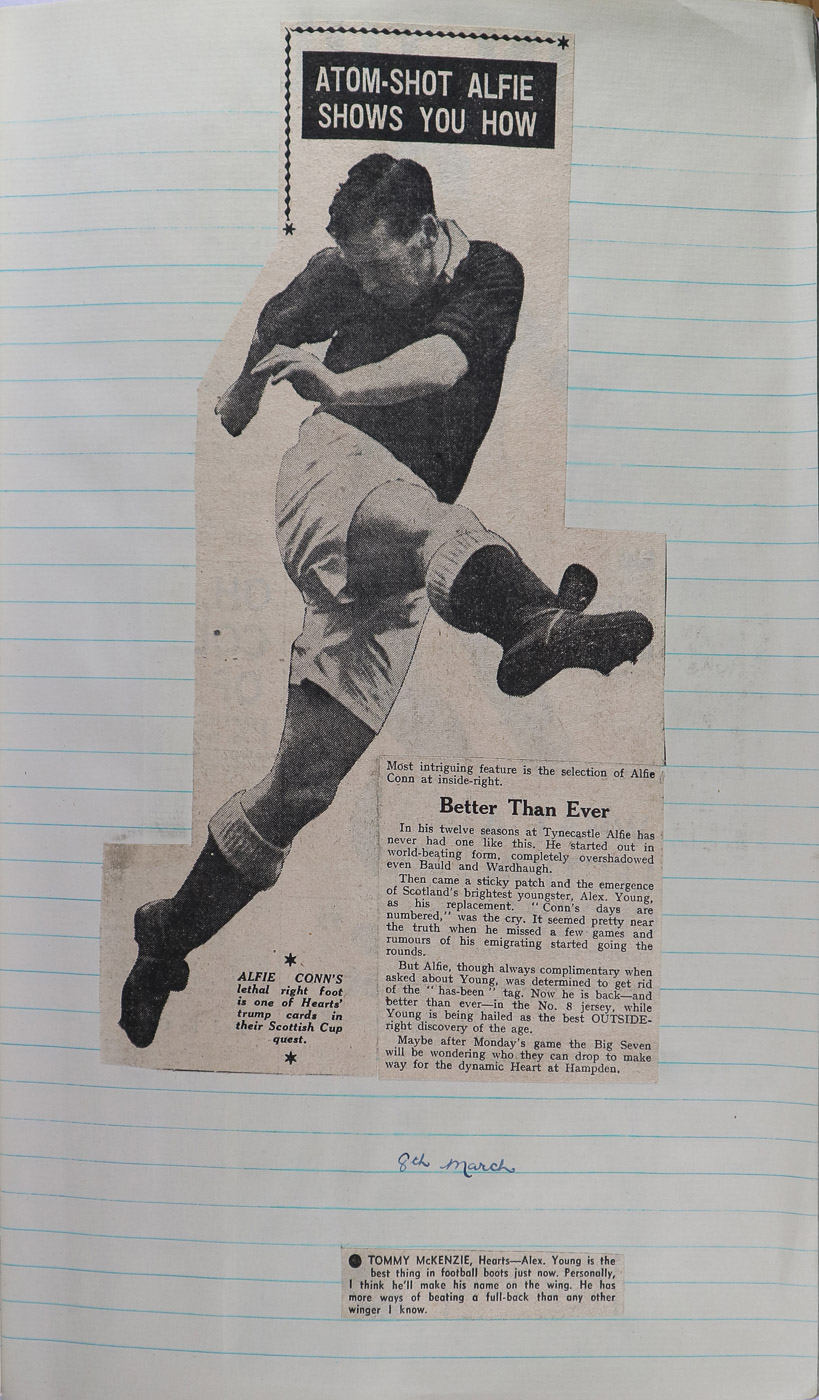 ATOM-SHOT ALFIE
SHOWS YOU HOW
Most intriguing feature is the selection of Alfie
Conn at inside-right.
Better Than Ever
In his twelve seasons at Tynecastle Alfie has
never had one like this. He started out in
world-beating form, completely overshadowed
even Bauld and Wardhaugh.
Then came a sticky patch and the emergence
of Scotland's brightest youngster, Alex. Young,
as his replacement. "Conn's days are
numbered," was the cry. It seemed pretty near
the truth when he missed a few games and
rumours of his emigrating started going the
rounds.
But Alfie, though always complimentary when
asked about Young, was determined to get rid
of the "has-been" tag. Now he is back—and
better than ever—in the No. 8 jersey, while
Young is being hailed as the best OUTSIDE-
right discovery of the age.
Maybe after Monday's game the Big Seven
will be wondering who they can drop to make
way for the dynamic Heart at Hampden.
ALFIE CONN'S
lethal right foot
is one of Hearts'
trump cards in
their Scottish Cup
quest.
8th March
TOMMY McKENZIE, Hearts—Alex. Young is the
best thing in football boots just now. Personally,
I think he'll make his name on the wing. He has
more ways of beating a full-back than any other
winger I know.